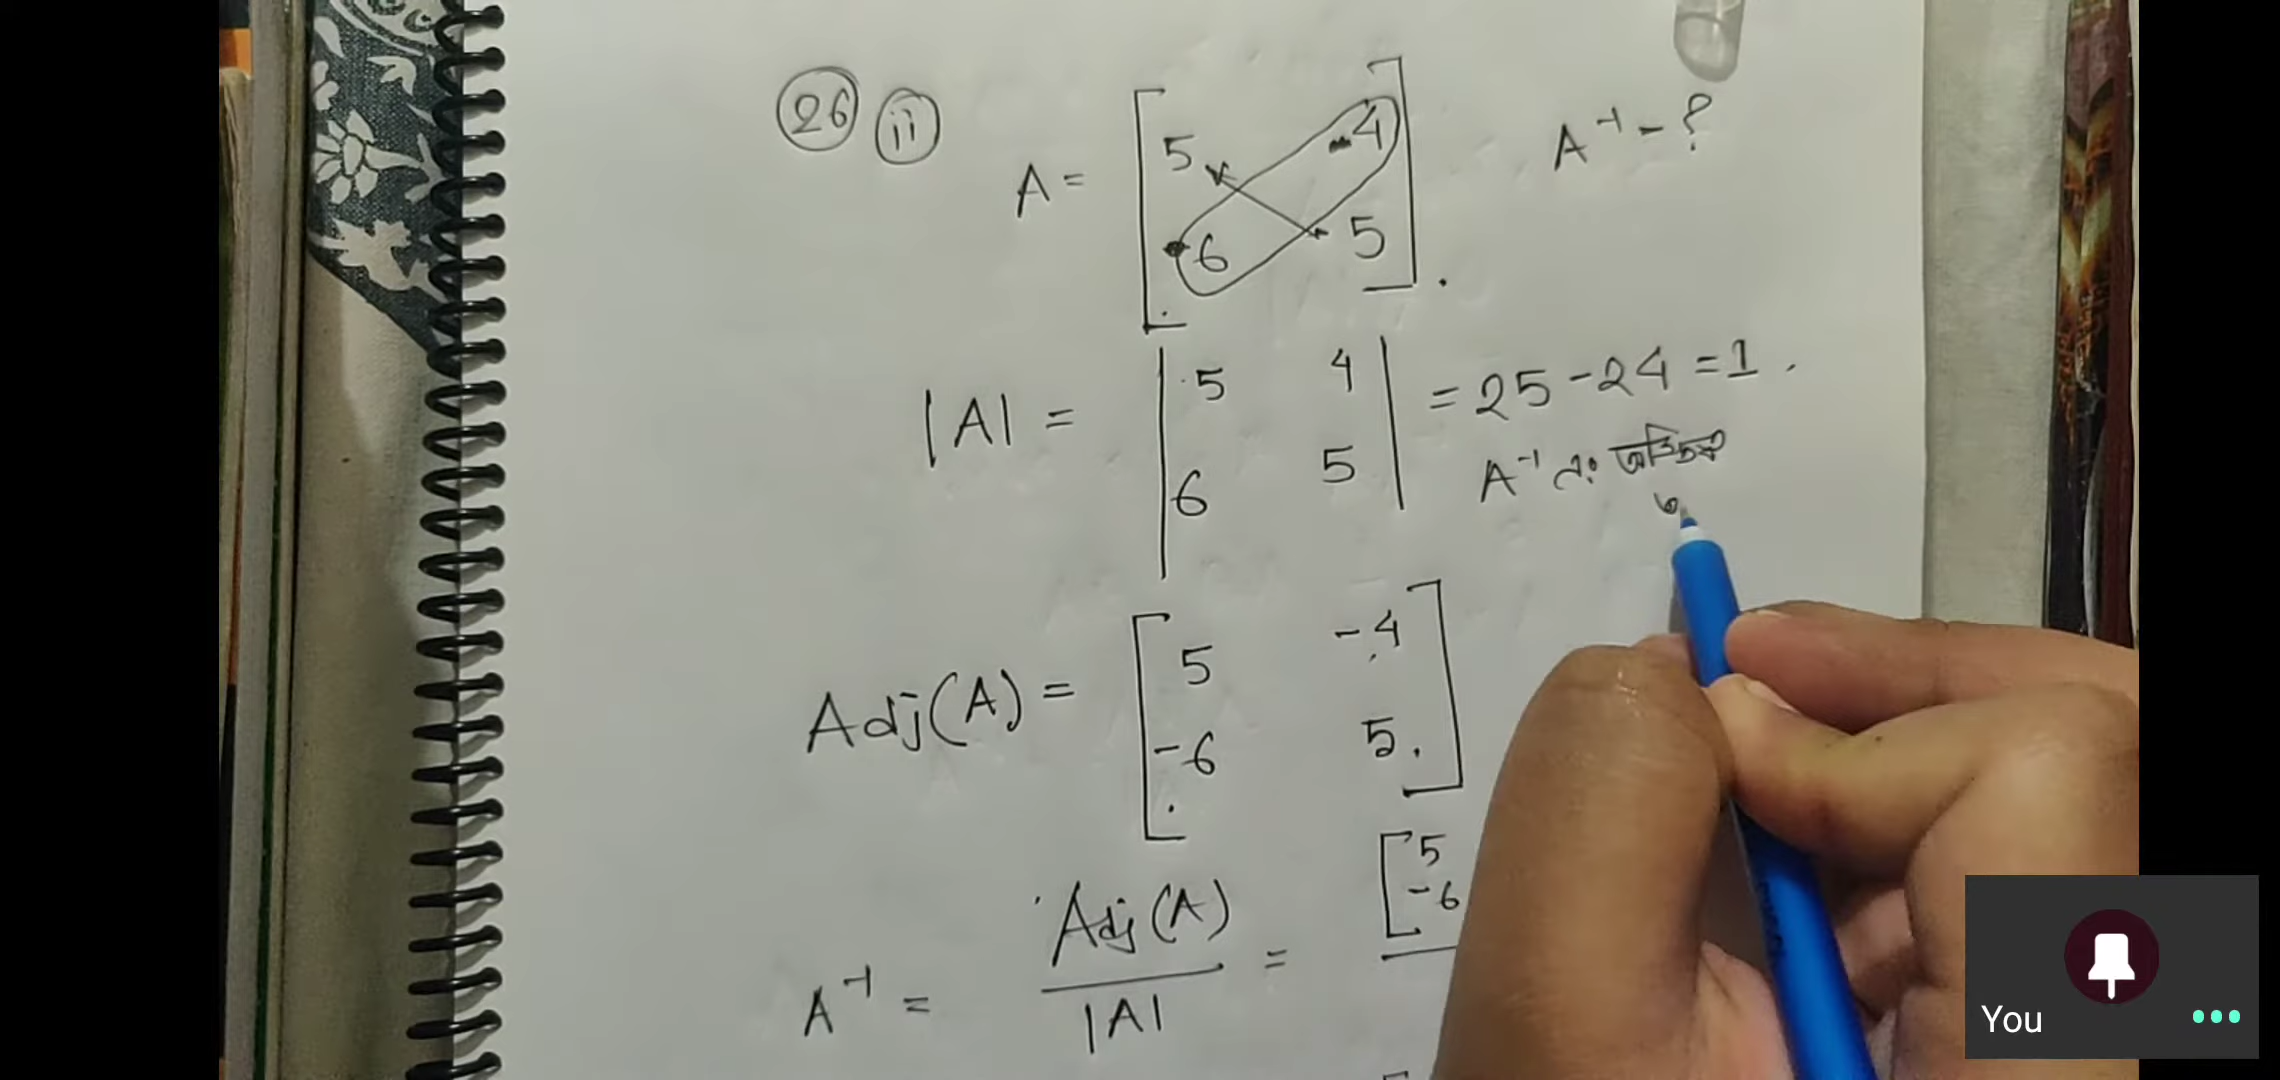 26 ii
A = [ 5 4 A⁻¹ - ?
6 5 ] .
|A| = | 5 4
6 5 | = 25 - 24 = 1 .
A⁻¹
Adj(A) = [ 5 -4
-6 5 . ]
A⁻¹ = Adj(A) / |A| = [ 5
-6
You